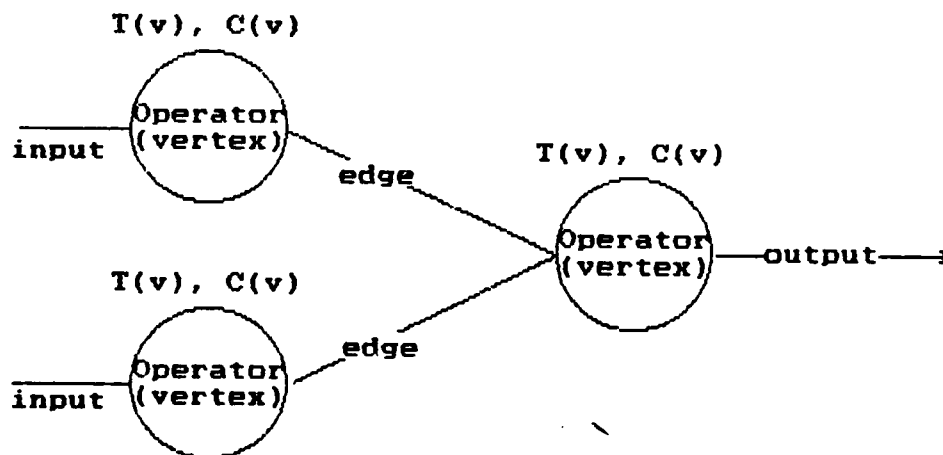 T(v), C(v)
Operator
(vertex)
input
edge
T(v), C(v)
Operator
(vertex)
output
T(v), C(v)
Operator
(vertex)
input
edge